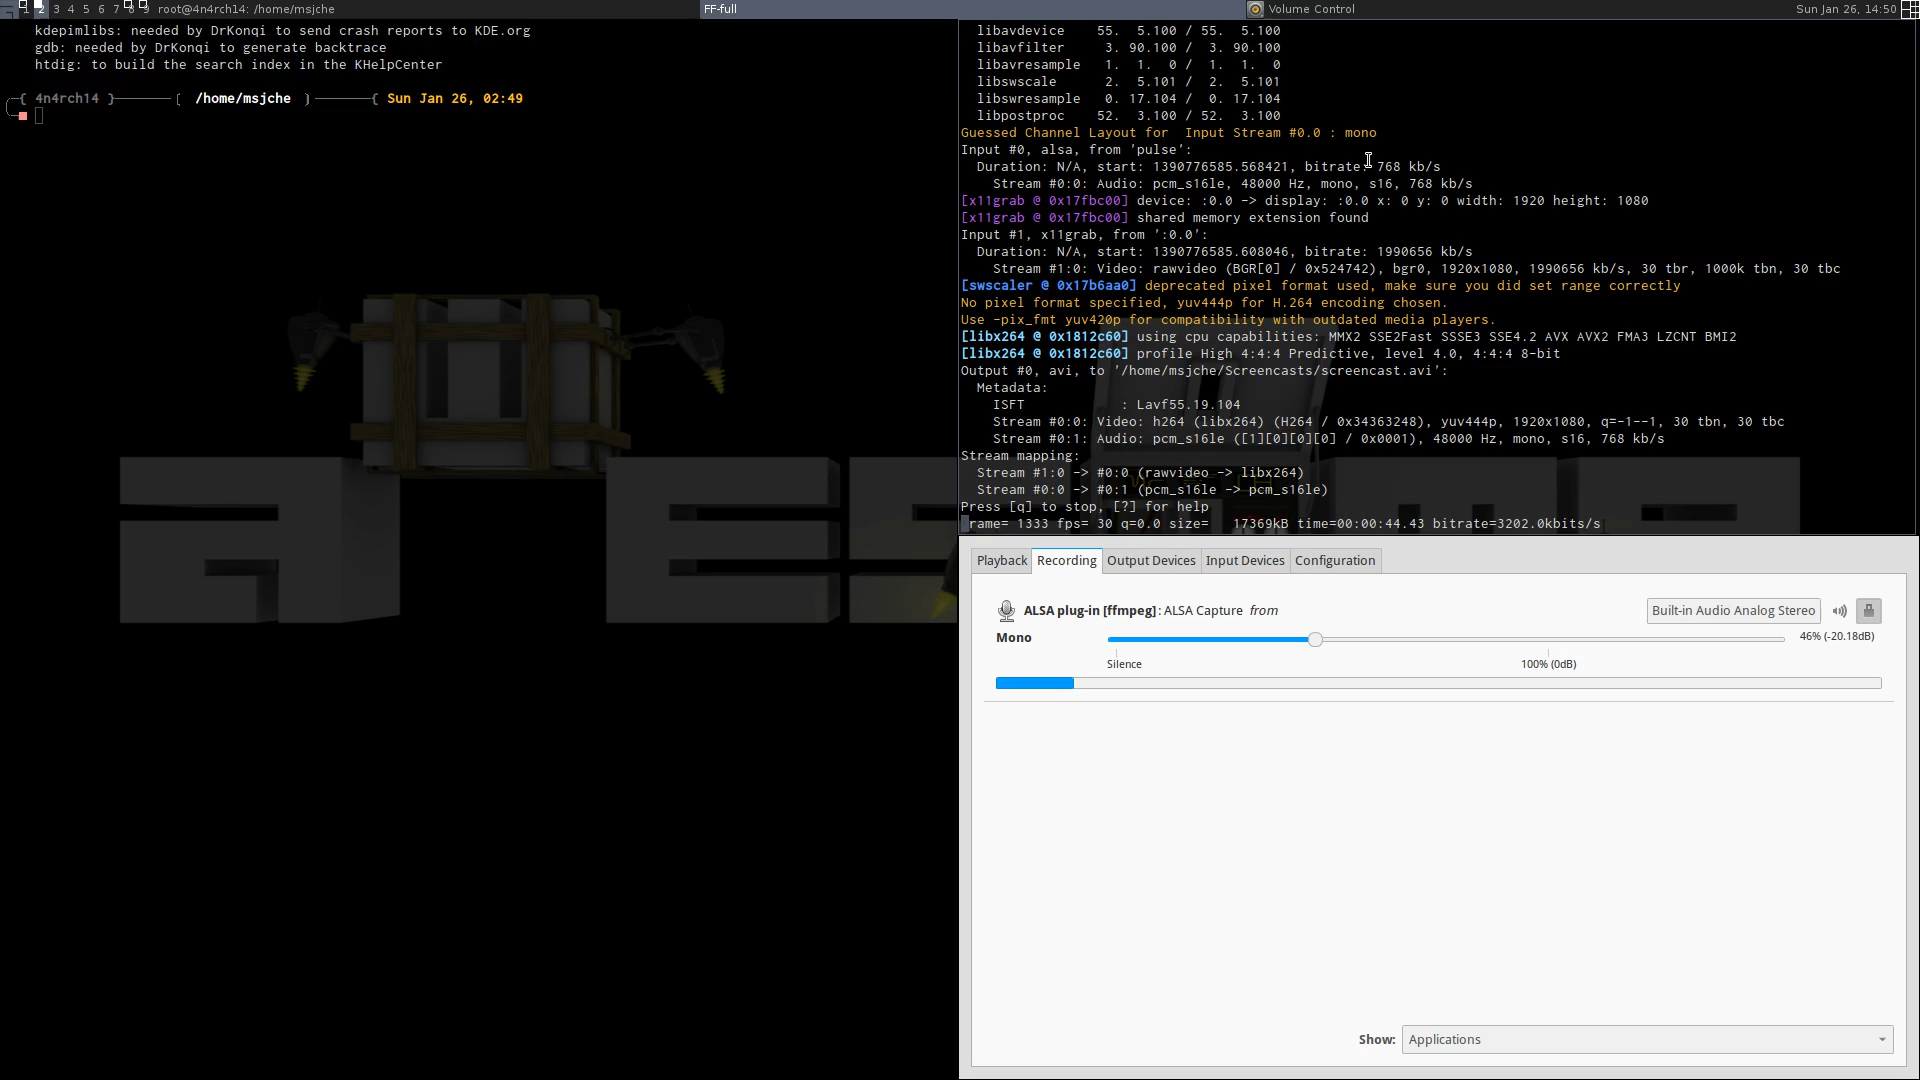 1 2 3 4 5 6 7 8 9 root@4n4rch14: /home/msjche
FF-full
Volume Control
Sun Jan 26, 14:50
kdepimlibs: needed by DrKonqi to send crash reports to KDE.org
gdb: needed by DrKonqi to generate backtrace
htdig: to build the search index in the KHelpCenter
{ 4n4rch14 }———[ /home/msjche ]———{ Sun Jan 26, 02:49
libavdevice 55. 5.100 / 55. 5.100
libavfilter 3. 90.100 / 3. 90.100
libavresample 1. 1. 0 / 1. 1. 0
libswscale 2. 5.101 / 2. 5.101
libswresample 0. 17.104 / 0. 17.104
libpostproc 52. 3.100 / 52. 3.100
Guessed Channel Layout for Input Stream #0.0 : mono
Input #0, alsa, from 'pulse':
Duration: N/A, start: 1390776585.568421, bitrate: 768 kb/s
Stream #0:0: Audio: pcm_s16le, 48000 Hz, mono, s16, 768 kb/s
[x11grab @ 0x17fbc00] device: :0.0 -> display: :0.0 x: 0 y: 0 width: 1920 height: 1080
[x11grab @ 0x17fbc00] shared memory extension found
Input #1, x11grab, from ':0.0':
Duration: N/A, start: 1390776585.608046, bitrate: 1990656 kb/s
Stream #1:0: Video: rawvideo (BGR[0] / 0x524742), bgr0, 1920x1080, 1990656 kb/s, 30 tbr, 1000k tbn, 30 tbc
[swscaler @ 0x17b6aa0] deprecated pixel format used, make sure you did set range correctly
No pixel format specified, yuv444p for H.264 encoding chosen.
Use -pix_fmt yuv420p for compatibility with outdated media players.
[libx264 @ 0x1812c60] using cpu capabilities: MMX2 SSE2Fast SSSE3 SSE4.2 AVX AVX2 FMA3 LZCNT BMI2
[libx264 @ 0x1812c60] profile High 4:4:4 Predictive, level 4.0, 4:4:4 8-bit
Output #0, avi, to '/home/msjche/Screencasts/screencast.avi':
Metadata:
ISFT : Lavf55.19.104
Stream #0:0: Video: h264 (libx264) (H264 / 0x34363248), yuv444p, 1920x1080, q=-1--1, 30 tbn, 30 tbc
Stream #0:1: Audio: pcm_s16le ([1][0][0][0] / 0x0001), 48000 Hz, mono, s16, 768 kb/s
Stream mapping:
Stream #1:0 -> #0:0 (rawvideo -> libx264)
Stream #0:0 -> #0:1 (pcm_s16le -> pcm_s16le)
Press [q] to stop, [?] for help
rame= 1333 fps= 30 q=0.0 size= 17369kB time=00:00:44.43 bitrate=3202.0kbits/s
Playback Recording Output Devices Input Devices Configuration
ALSA plug-in [ffmpeg]: ALSA Capture from
Built-in Audio Analog Stereo
Mono
46% (-20.18dB)
Silence
100% (0dB)
Show: Applications